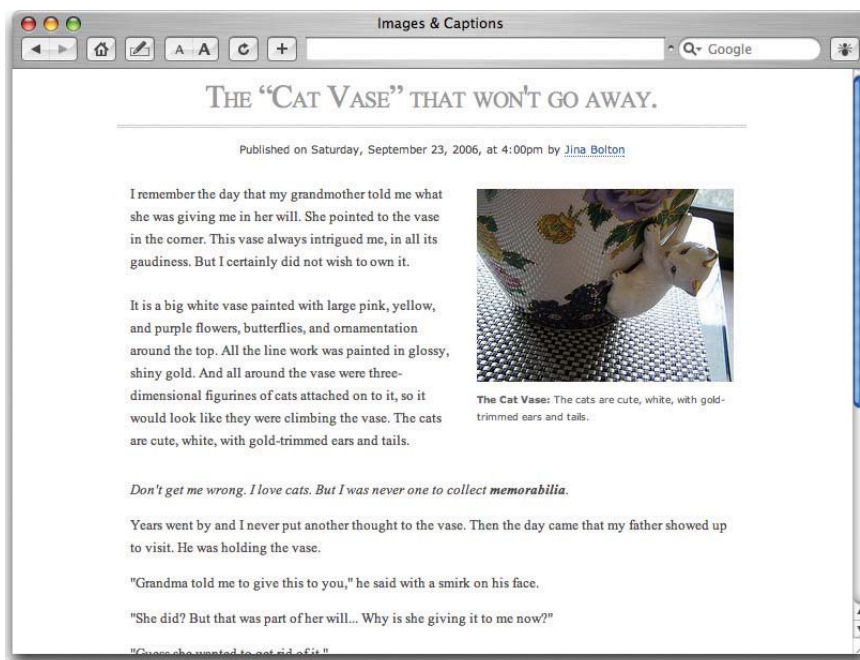 Images & Captions
A A
Google
The “Cat Vase” that won't go away.
Published on Saturday, September 23, 2006, at 4:00pm by Jina Bolton
I remember the day that my grandmother told me what
she was giving me in her will. She pointed to the vase
in the corner. This vase always intrigued me, in all its
gaudiness. But I certainly did not wish to own it.
It is a big white vase painted with large pink, yellow,
and purple flowers, butterflies, and ornamentation
around the top. All the line work was painted in glossy,
shiny gold. And all around the vase were three-
dimensional figurines of cats attached on to it, so it
would look like they were climbing the vase. The cats
are cute, white, with gold-trimmed ears and tails.
The Cat Vase: The cats are cute, white, with gold-
trimmed ears and tails.
Don't get me wrong. I love cats. But I was never one to collect memorabilia.
Years went by and I never put another thought to the vase. Then the day came that my father showed up
to visit. He was holding the vase.
"Grandma told me to give this to you," he said with a smirk on his face.
"She did? But that was part of her will... Why is she giving it to me now?"
"Guess she wanted to get rid of it."